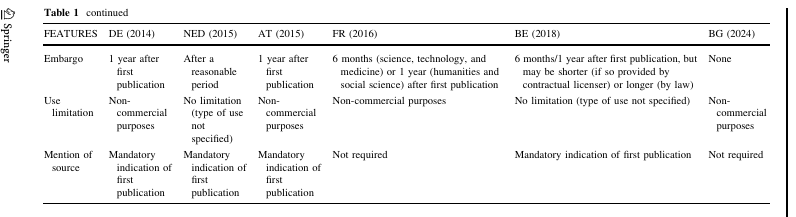 Springer
Table 1 continued
FEATURES DE (2014) NED (2015) AT (2015) FR (2016) BE (2018) BG (2024)
Embargo 1 year after After a 1 year after 6 months (science, technology, and 6 months/1 year after first publication, but None
first reasonable first medicine) or 1 year (humanities and may be shorter (if so provided by
publication period publication social science) after first publication contractual licenser) or longer (by law)
Use Non- No limitation Non- Non-commercial purposes No limitation (type of use not specified) Non-
limitation commercial (type of use commercial commercial
purposes not purposes purposes
specified)
Mention of Mandatory Mandatory Mandatory Not required Mandatory indication of first publication Not required
source indication of indication of indication of
first first first
publication publication publication